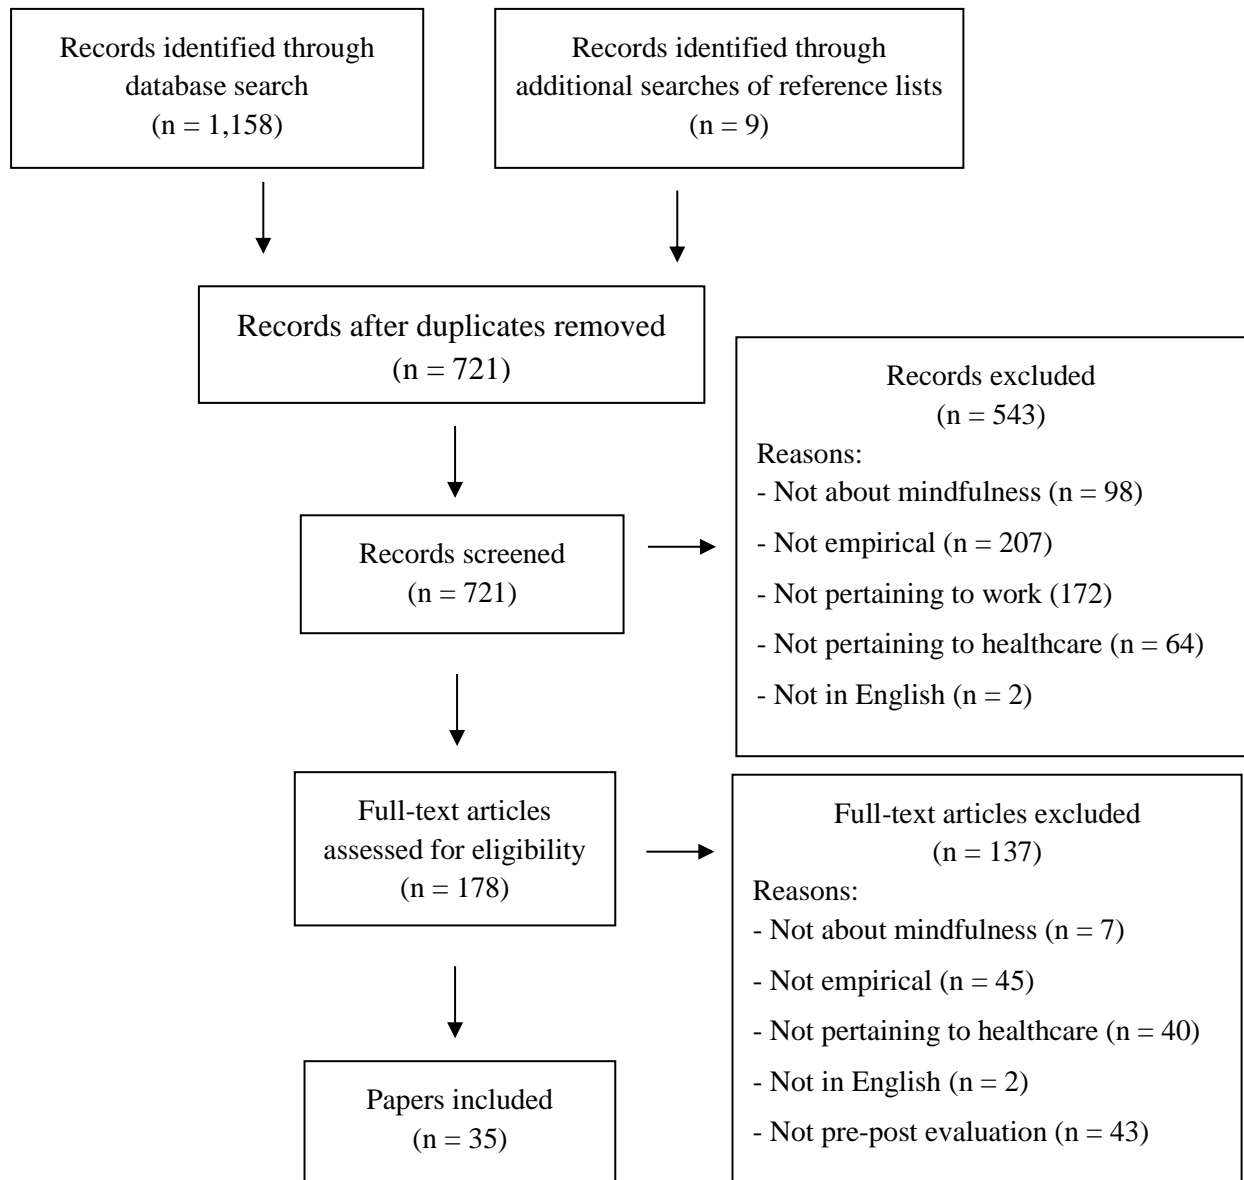 Records identified through
database search
(n = 1,158)
Records identified through
additional searches of reference lists
(n = 9)
Records after duplicates removed
(n = 721)
Records excluded
(n = 543)
Reasons:
- Not about mindfulness (n = 98)
- Not empirical (n = 207)
- Not pertaining to work (172)
- Not pertaining to healthcare (n = 64)
- Not in English (n = 2)
Records screened
(n = 721)
Full-text articles
assessed for eligibility
(n = 178)
Full-text articles excluded
(n = 137)
Reasons:
- Not about mindfulness (n = 7)
- Not empirical (n = 45)
- Not pertaining to healthcare (n = 40)
- Not in English (n = 2)
- Not pre-post evaluation (n = 43)
Papers included
(n = 35)